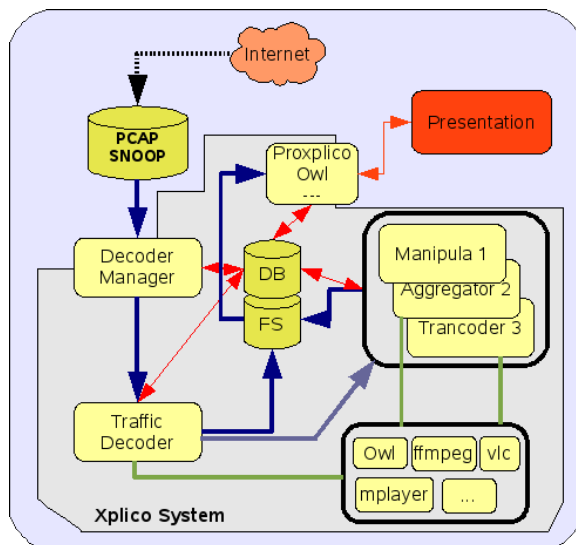 Internet
PCAP
SNOOP
Presentation
Proxplico
Owl
...
Decoder
Manager
DB
FS
Manipula 1
Aggregator 2
Trancoder 3
Traffic
Decoder
Owl
ffmpeg
vlc
mplayer
...
Xplico System